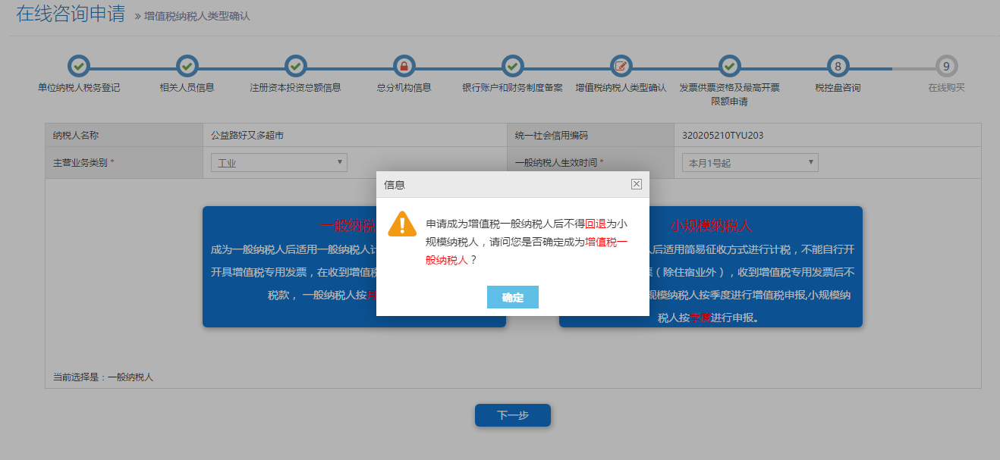 在线咨询申请 » 增值税纳税人类型确认
8 9
单位纳税人税务登记 相关人员信息 注册资本投资总额信息 总分机构信息 银行账户和财务制度备案 增值税纳税人类型确认 发票供票资格及最高开票 税控盘咨询 在线购买
限额申请
纳税人名称 公益路好又多超市 统一社会信用编码 320205210TYU203
主营业务类别 * 工业 一般纳税人生效时间 * 本月1号起
信息
申请成为增值税一般纳税人后不得回退为小
规模纳税人，请问您是否确定成为增值税一
般纳税人？
确定
一般纳税
成为一般纳税人后适用一般纳税人
开具增值税专用发票，在收到增值税
税款， 一般纳税人按
小规模纳税人
人后适用简易征收方式进行计税，不能自行开
票（除住宿业外），收到增值税专用发票后不
规模纳税人按季度进行增值税申报,小规模纳
税人按季度进行申报。
当前选择是：一般纳税人
下一步